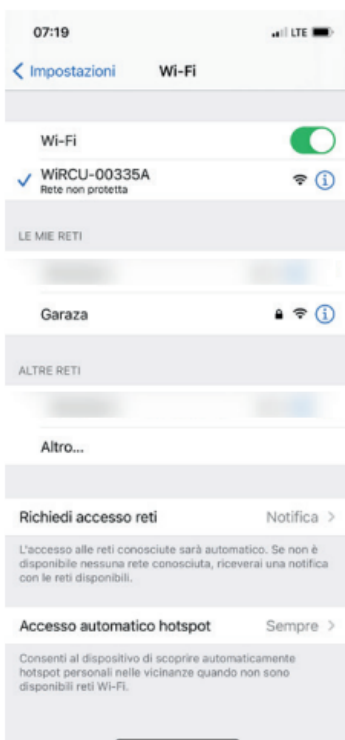 07:19 LTE
Impostazioni Wi-Fi
Wi-Fi
WiRCU-00335A
Rete non protetta
LE MIE RETI
Garaza
ALTRE RETI
Altro...
Richiedi accesso reti Notifica
L'accesso alle reti conosciute sarà automatico. Se non è
disponibile nessuna rete conosciuta, riceverai una notifica
con le reti disponibili.
Accesso automatico hotspot Sempre
Consenti al dispositivo di scoprire automaticamente
hotspot personali nelle vicinanze quando non sono
disponibili reti Wi-Fi.